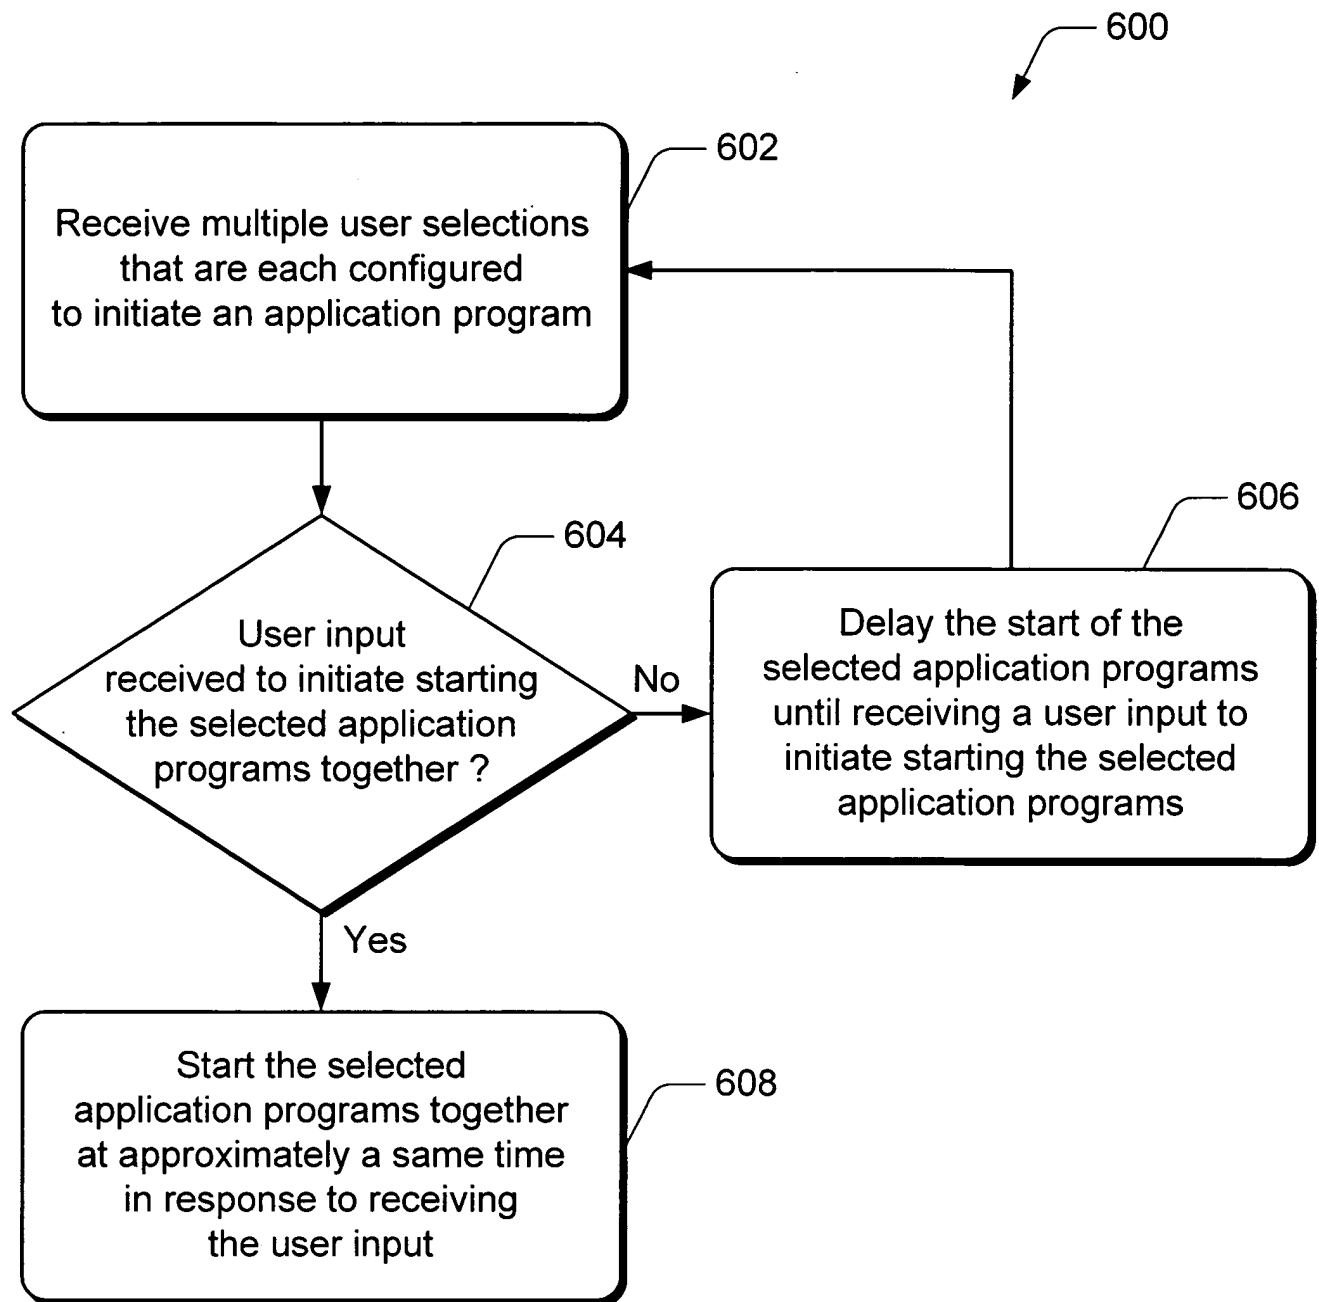 600
602
Receive multiple user selections
that are each configured
to initiate an application program
604
User input
received to initiate starting
the selected application
programs together ?
No
606
Delay the start of the
selected application programs
until receiving a user input to
initiate starting the selected
application programs
Yes
608
Start the selected
application programs together
at approximately a same time
in response to receiving
the user input